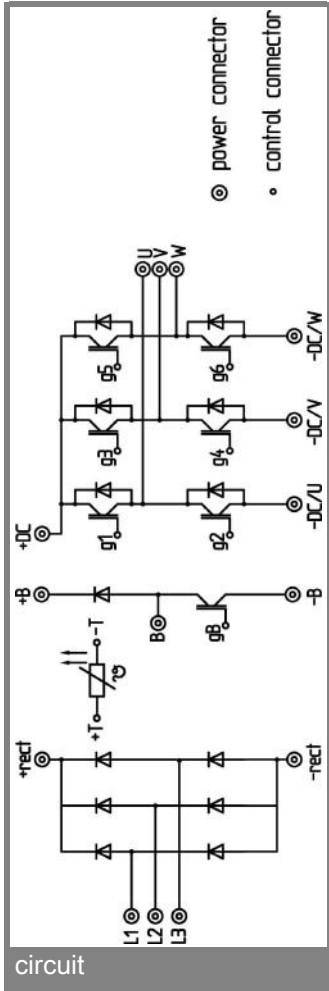 power connector
control connector
U
V
W
g5
g6
-DC/W
g3
g4
-DC/V
+DC
g1
g2
-DC/U
+B
B
gB
-B
-T
+T
ϑ
+rect
-rect
L1
L2
L3
circuit